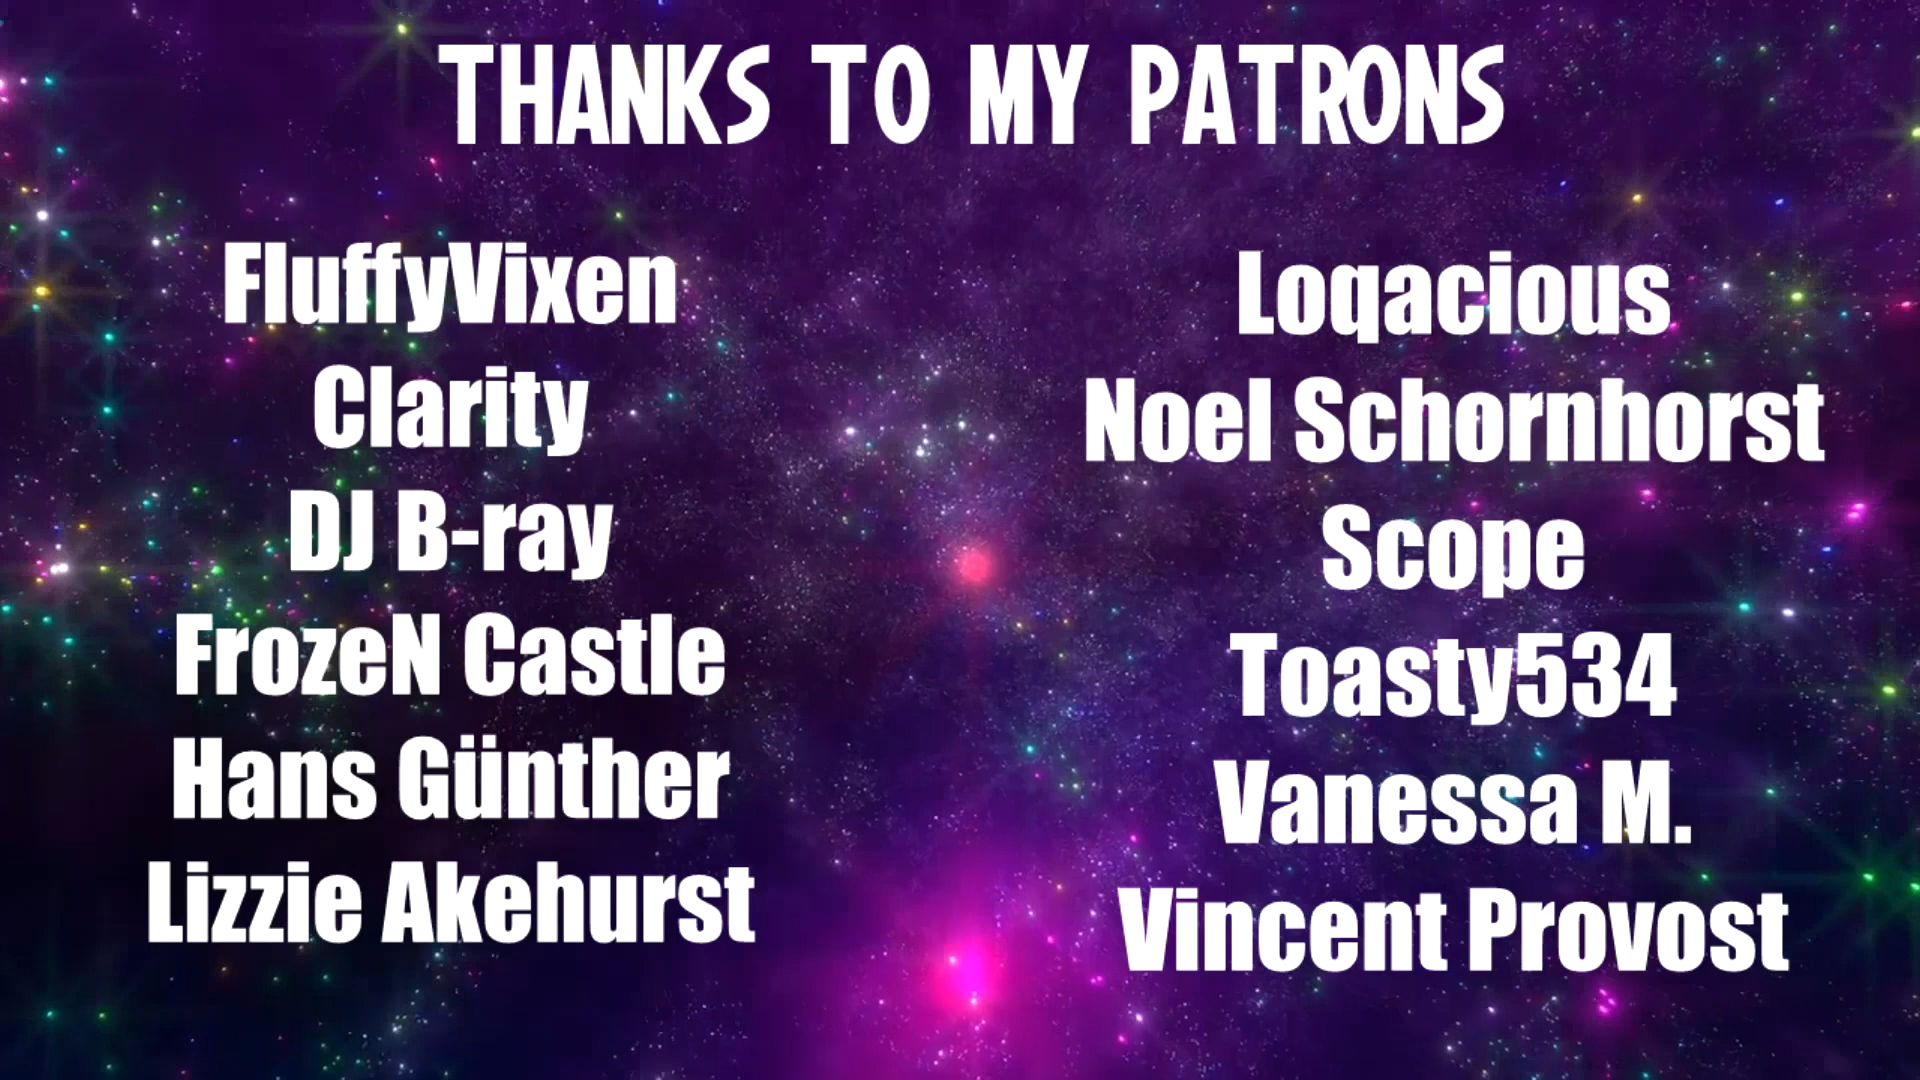 THANKS TO MY PATRONS
FluffyVixen
Clarity
DJ B-ray
FrozeN Castle
Hans Günther
Lizzie Akehurst
Loqacious
Noel Schornhorst
Scope
Toasty534
Vanessa M.
Vincent Provost